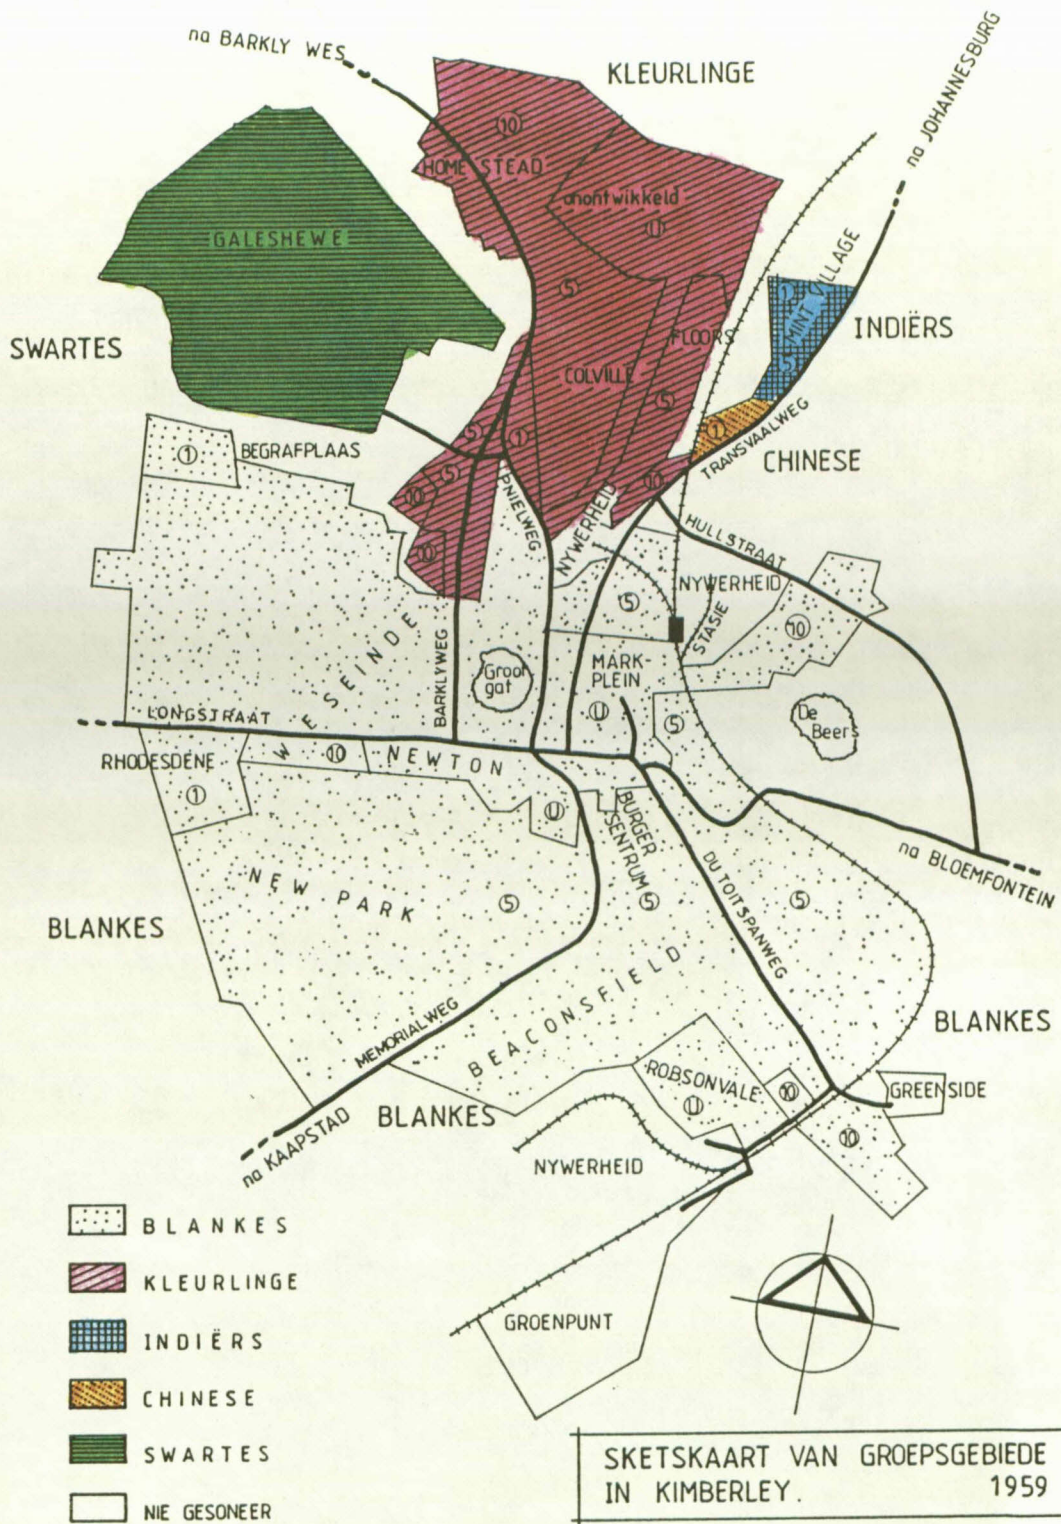 na BARKLY WES
KLEURLINGE
na JOHANNESBURG
10
HOMESTEAD
onontwikkeld
U
GALESHEWE
MINT VILLAGE
1
5
INDIËRS
SWARTES
5
FLOORS
COLVILLE
5
1
TRANSVAALWEG
CHINESE
1
BEGRAFPLAAS
5
5
1
10
10
10
PNIELWEG
NYWERHEID
HULLSTRAAT
NYWERHEID
STASIE
5
10
WESEINDE
BARKLYWEG
Groot
gat
MARK-
PLEIN
U
5
De
Beers
LONGSTRAAT
RHODESDENE
1
10
NEWTON
U
BURGER
SENTRUM
na BLOEMFONTEIN
NEW PARK
5
5
5
DU TOITSPANWEG
BLANKES
BEACONSFIELD
BLANKES
MEMORIALWEG
ROBSONVALE
U
10
GREENSIDE
10
BLANKES
na KAAPSTAD
NYWERHEID
GROENPUNT
BLANKES
KLEURLINGE
INDIËRS
CHINESE
SWARTES
NIE GESONEER
SKETSKAART VAN GROEPSGEBIEDE
IN KIMBERLEY. 1959